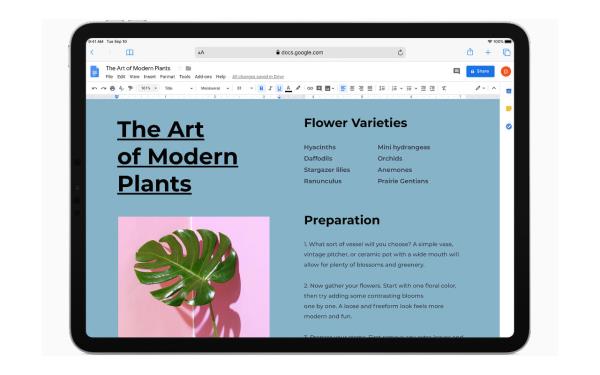 9:41 AM Tue Sep 10
100%
AA
docs.google.com
The Art of Modern Plants
File Edit View Insert Format Tools Add-ons Help All changes saved in Drive
Share
Title Montserrat B I U A
The Art
of Modern
Plants
Flower Varieties
Hyacinths Mini hydrangeas
Daffodils Orchids
Stargazer lilies Anemones
Ranunculus Prairie Gentians
Preparation
1. What sort of vessel will you choose? A simple vase,
vintage pitcher, or ceramic pot with a wide mouth will
allow for plenty of blossoms and greenery.
2. Now gather your flowers. Start with one floral color,
then try adding some contrasting blooms
one by one. A loose and freeform look feels more
modern and fun.